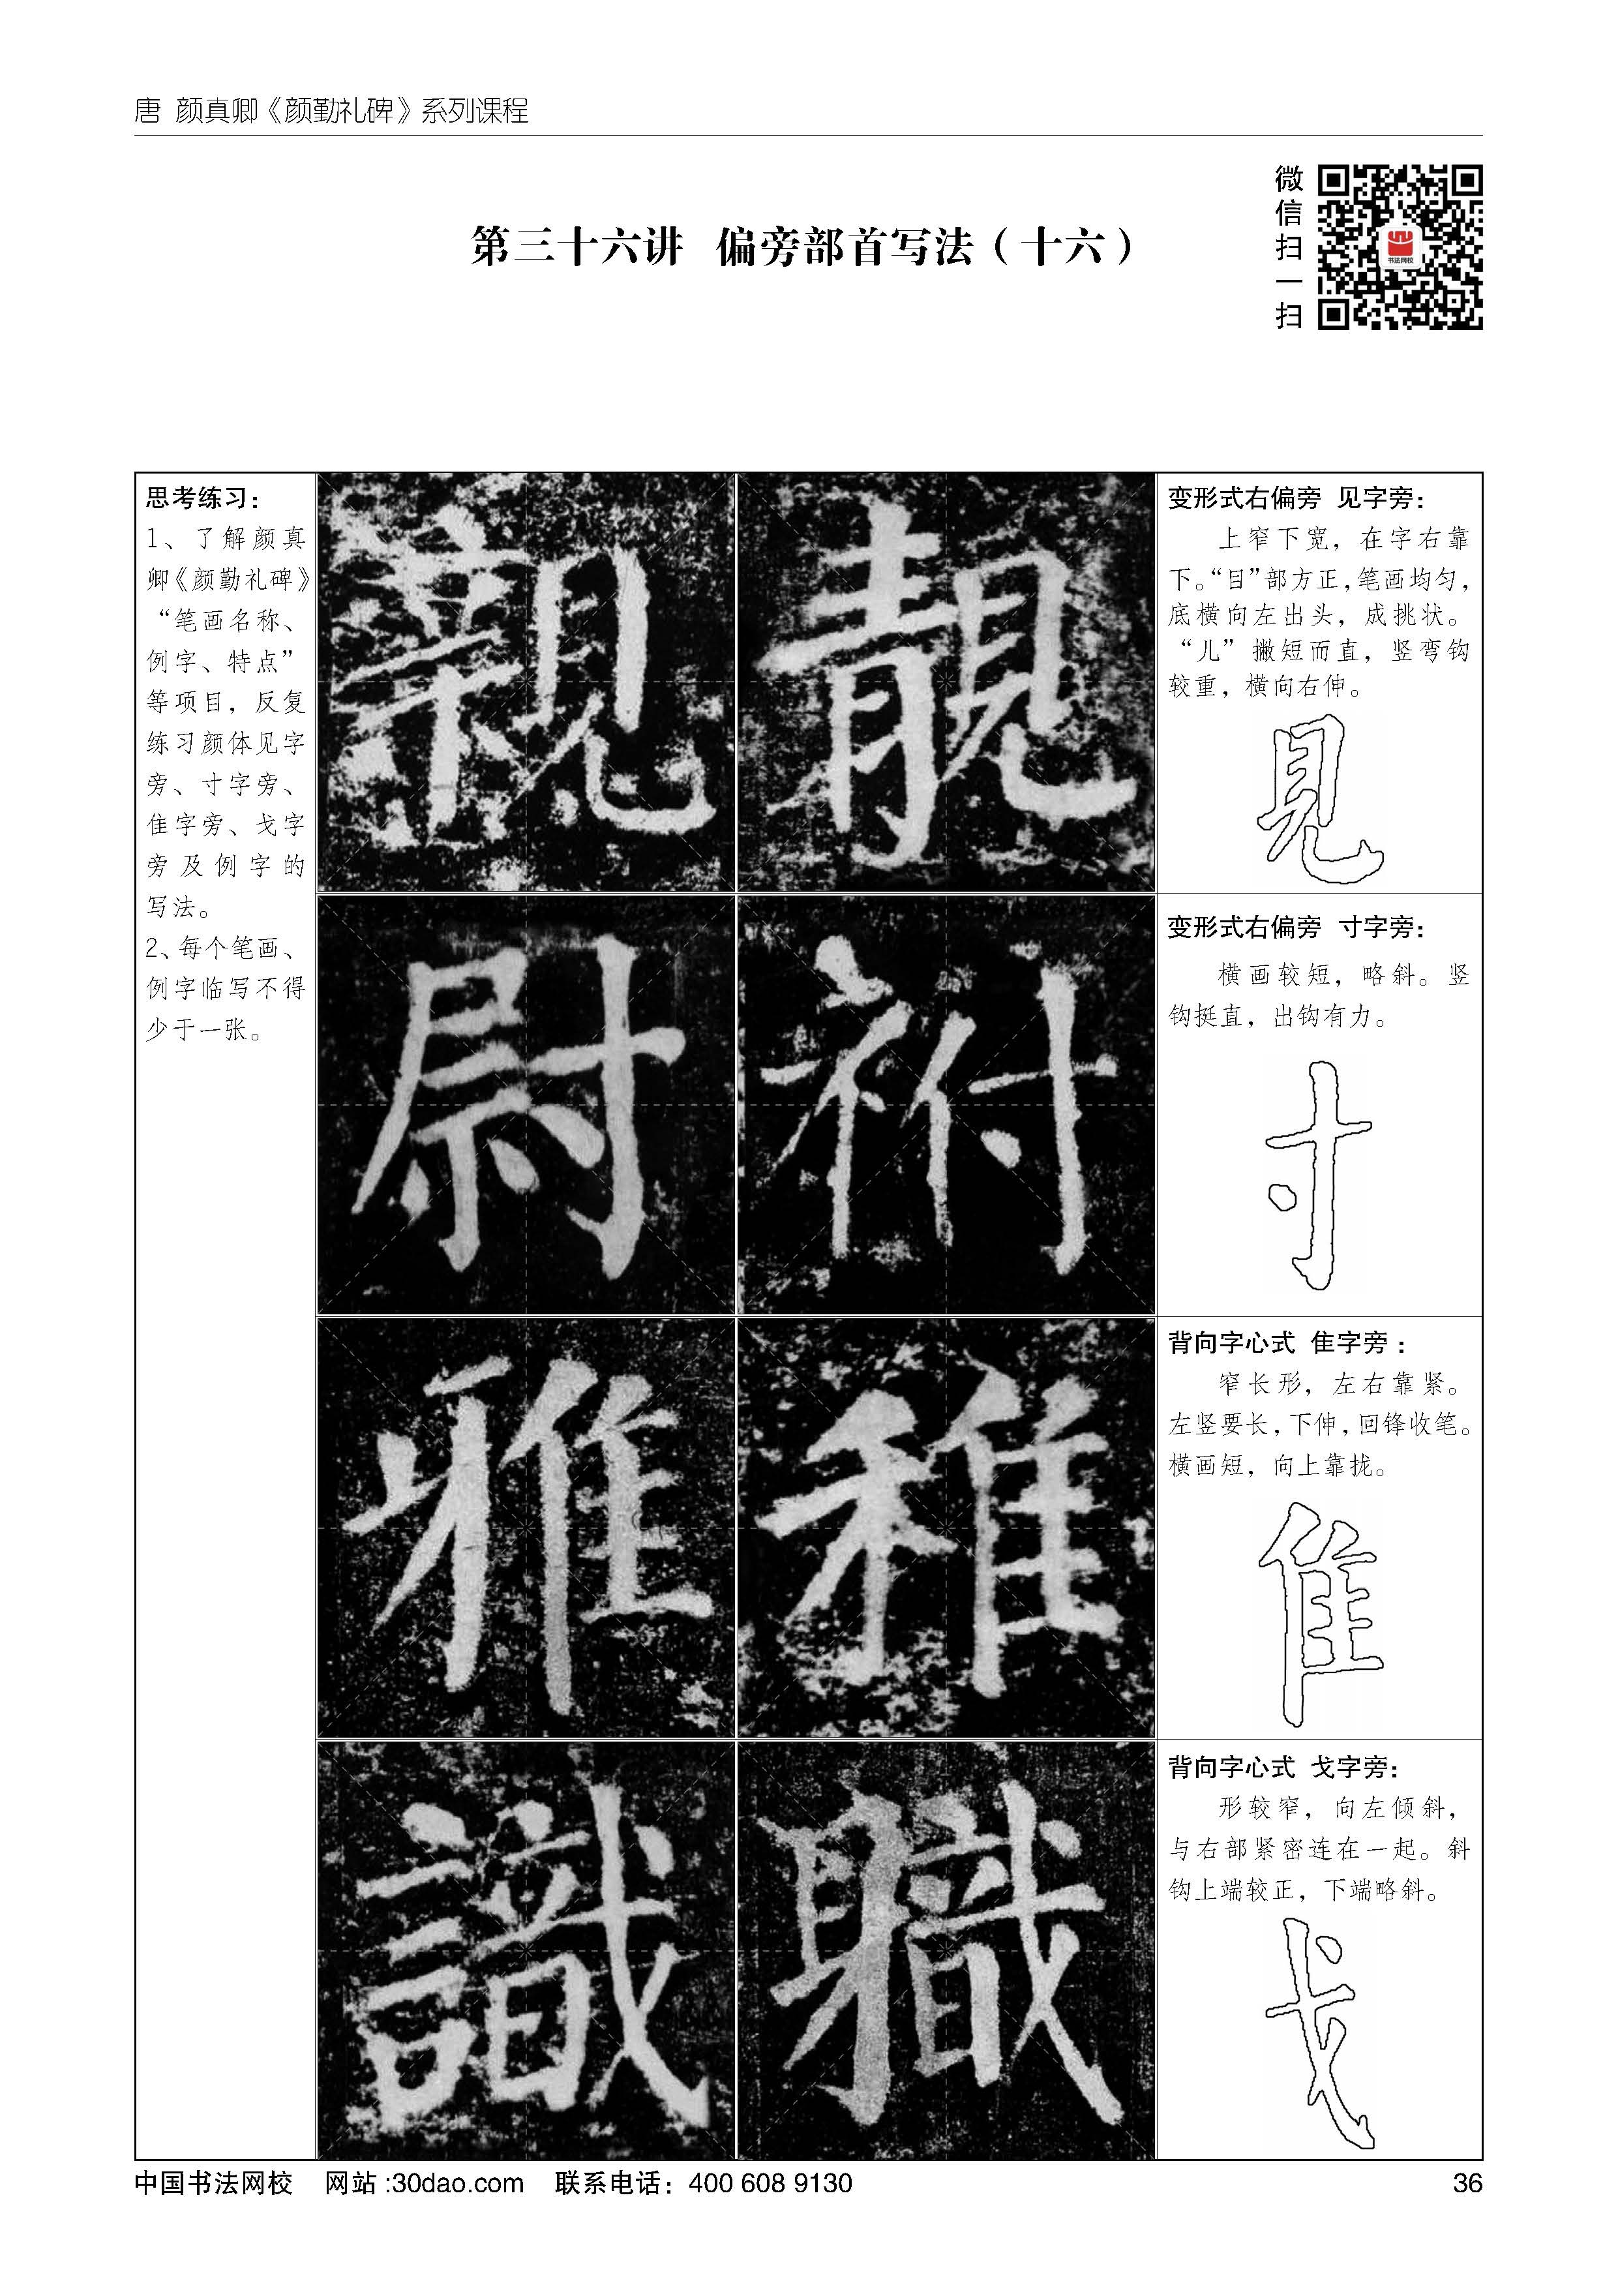 唐 颜真卿《颜勤礼碑》系列课程
微信扫一扫
书法网校
第三十六讲 偏旁部首写法（十六）
思考练习：
1、了解颜真
卿《颜勤礼碑》
“笔画名称、
例字、特点”
等项目，反复
练习颜体见字
旁、寸字旁、
隹字旁、戈字
旁及例字的
写法。
2、每个笔画、
例字临写不得
少于一张。
親 靚
变形式右偏旁 见字旁：
上窄下宽，在字右靠
下。“目”部方正，笔画均匀，
底横向左出头，成挑状。
“儿”撇短而直，竖弯钩
较重，横向右伸。
見
尉 祔
变形式右偏旁 寸字旁：
横画较短，略斜。竖
钩挺直，出钩有力。
寸
雅 稚
背向字心式 隹字旁：
窄长形，左右靠紧。
左竖要长，下伸，回锋收笔。
横画短，向上靠拢。
隹
識 職
背向字心式 戈字旁：
形较窄，向左倾斜，
与右部紧密连在一起。斜
钩上端较正，下端略斜。
戈
中国书法网校 网站:30dao.com 联系电话：400 608 9130
36